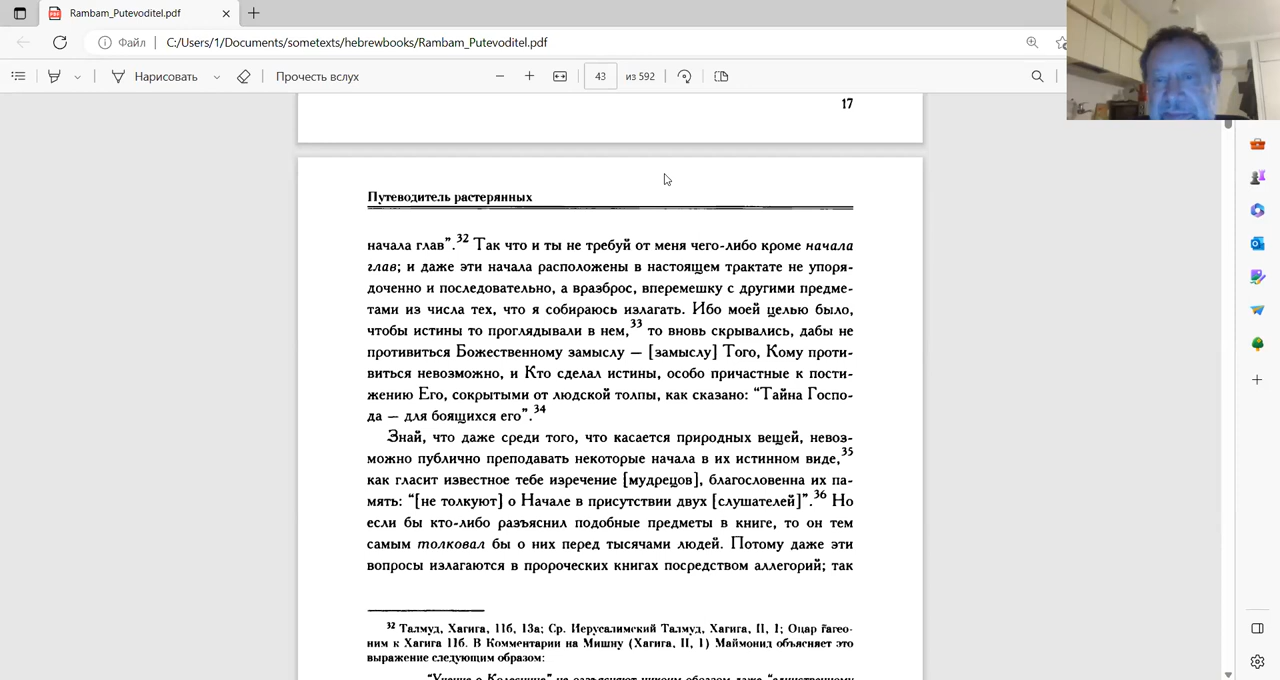 Rambam_Putevoditel.pdf
Файл
C:/Users/1/Documents/sometexts/hebrewbooks/Rambam_Putevoditel.pdf
Нарисовать
Прочесть вслух
43
из 592
17
Путеводитель растерянных
начала глав”.32 Так что и ты не требуй от меня чего-либо кроме начала
глав; и даже эти начала расположены в настоящем трактате не упоря-
доченно и последовательно, а вразброс, вперемешку с другими предме-
тами из числа тех, что я собираюсь излагать. Ибо моей целью было,
чтобы истины то проглядывали в нем,33 то вновь скрывались, дабы не
противиться Божественному замыслу — [замыслу] Того, Кому проти-
виться невозможно, и Кто сделал истины, особо причастные к пости-
жению Его, сокрытыми от людской толпы, как сказано: “Тайна Госпо-
да — для боящихся его”.34
Знай, что даже среди того, что касается природных вещей, невоз-
можно публично преподавать некоторые начала в их истинном виде,35
как гласит известное тебе изречение [мудрецов], благословенна их па-
мять: “[не толкуют] о Начале в присутствии двух [слушателей]”.36 Но
если бы кто-либо разъяснил подобные предметы в книге, то он тем
самым толковал бы о них перед тысячами людей. Потому даже эти
вопросы излагаются в пророческих книгах посредством аллегорий; так
32 Талмуд, Хагига, 11б, 13а; Ср. Иерусалимский Талмуд, Хагига, II, 1; Оцар гагео-
ним к Хагига 11б. В Комментарии на Мишну (Хагига, II, 1) Маймонид объясняет это
выражение следующим образом: